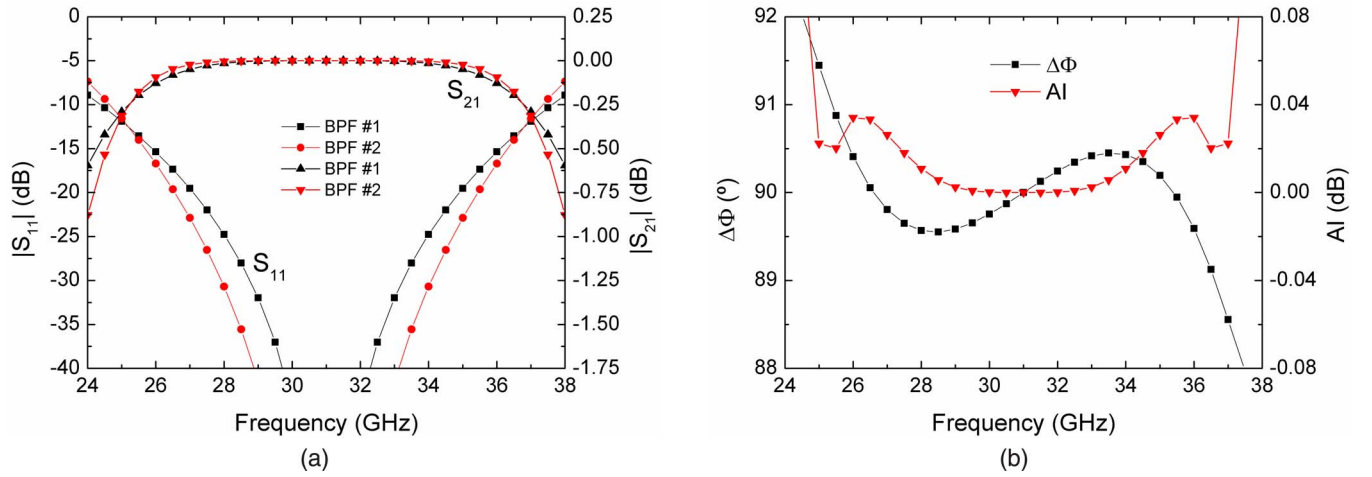 0
-5
-10
-15
-20
-25
-30
-35
-40
|S11| (dB)
0.25
0.00
-0.25
-0.50
-0.75
-1.00
-1.25
-1.50
-1.75
|S21| (dB)
S21
BPF #1
BPF #2
BPF #1
BPF #2
S11
24 26 28 30 32 34 36 38
Frequency (GHz)
(a)
92
91
90
89
88
ΔΦ (º)
ΔΦ
AI
0.08
0.04
0.00
-0.04
-0.08
AI (dB)
24 26 28 30 32 34 36 38
Frequency (GHz)
(b)